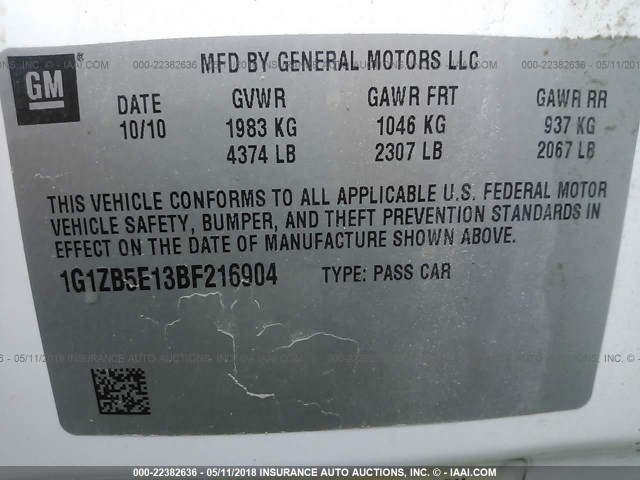 GM
MFD BY GENERAL MOTORS LLC
DATE GVWR GAWR FRT GAWR RR
10/10 1983 KG 1046 KG 937 KG
4374 LB 2307 LB 2067 LB
THIS VEHICLE CONFORMS TO ALL APPLICABLE U.S. FEDERAL MOTOR
VEHICLE SAFETY, BUMPER, AND THEFT PREVENTION STANDARDS IN
EFFECT ON THE DATE OF MANUFACTURE SHOWN ABOVE.
1G1ZB5E13BF216904 TYPE: PASS CAR
000-22382636 - 05/11/2018 INSURANCE AUTO AUCTIONS, INC. - © IAAI.COM